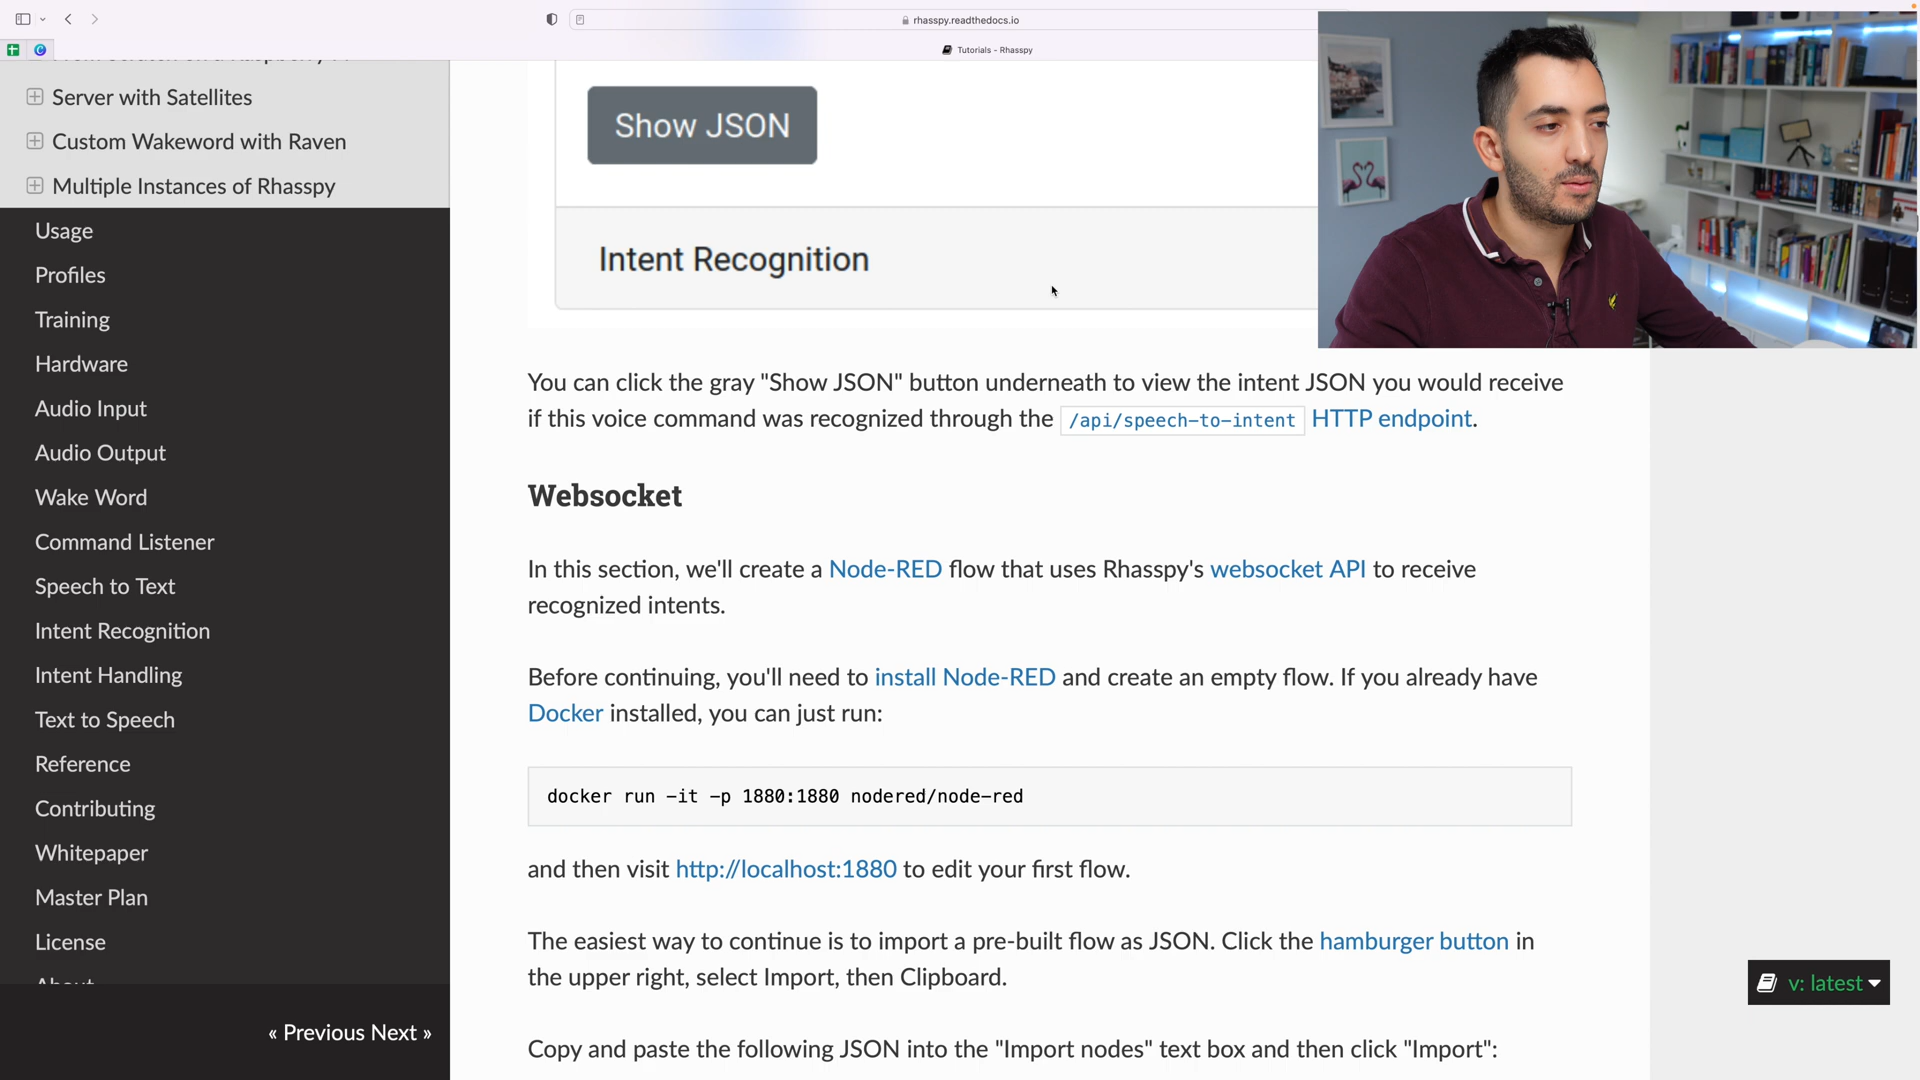 rhasspy.readthedocs.io
Tutorials - Rhasspy
Server with Satellites
Custom Wakeword with Raven
Multiple Instances of Rhasspy
Usage
Profiles
Training
Hardware
Audio Input
Audio Output
Wake Word
Command Listener
Speech to Text
Intent Recognition
Intent Handling
Text to Speech
Reference
Contributing
Whitepaper
Master Plan
License
About
« Previous Next »
Show JSON
Intent Recognition
You can click the gray "Show JSON" button underneath to view the intent JSON you would receive
if this voice command was recognized through the /api/speech-to-intent HTTP endpoint.
Websocket
In this section, we'll create a Node-RED flow that uses Rhasspy's websocket API to receive
recognized intents.
Before continuing, you'll need to install Node-RED and create an empty flow. If you already have
Docker installed, you can just run:
docker run -it -p 1880:1880 nodered/node-red
and then visit http://localhost:1880 to edit your first flow.
The easiest way to continue is to import a pre-built flow as JSON. Click the hamburger button in
the upper right, select Import, then Clipboard.
Copy and paste the following JSON into the "Import nodes" text box and then click "Import":
v: latest